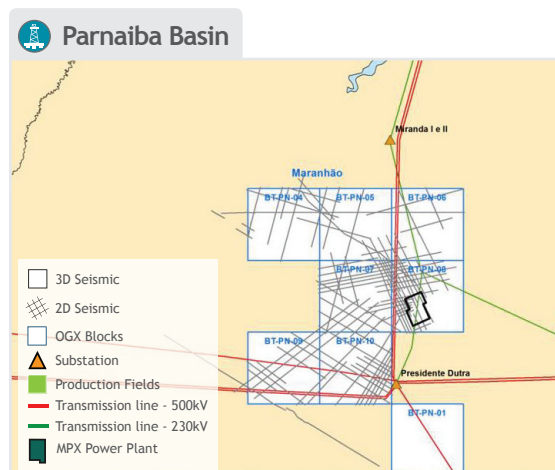 Parnaiba Basin
Miranda I e II
Maranhão
BT-PN-04 BT-PN-05 BT-PN-06
BT-PN-07 BT-PN-08
BT-PN-09 BT-PN-10
Presidente Dutra
BT-PN-01
3D Seismic
2D Seismic
OGX Blocks
Substation
Production Fields
Transmission line - 500kV
Transmission line - 230kV
MPX Power Plant